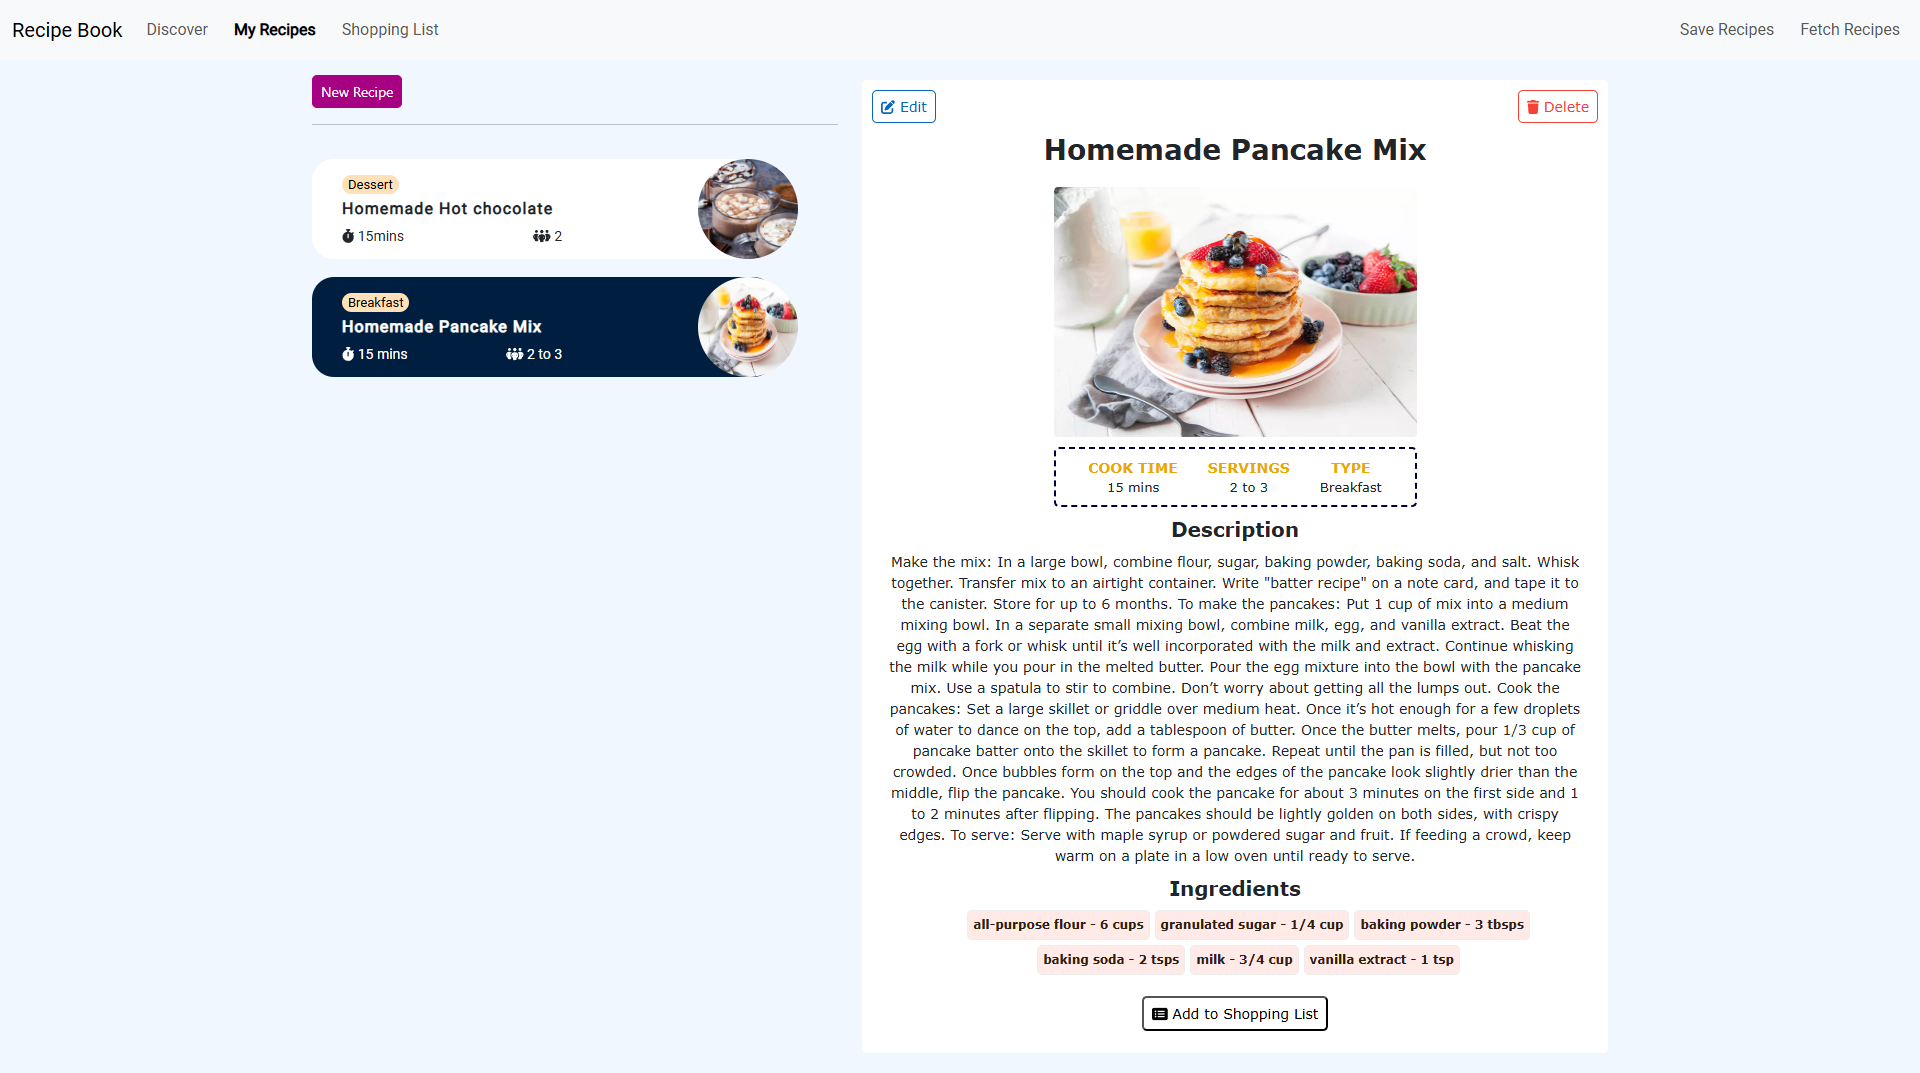 Recipe Book
Discover
My Recipes
Shopping List
Save Recipes
Fetch Recipes
New Recipe
Dessert
Homemade Hot chocolate
15mins
2
Breakfast
Homemade Pancake Mix
15 mins
2 to 3
Edit
Delete
Homemade Pancake Mix
COOK TIME
15 mins
SERVINGS
2 to 3
TYPE
Breakfast
Description
Make the mix: In a large bowl, combine flour, sugar, baking powder, baking soda, and salt. Whisk
together. Transfer mix to an airtight container. Write "batter recipe" on a note card, and tape it to
the canister. Store for up to 6 months. To make the pancakes: Put 1 cup of mix into a medium
mixing bowl. In a separate small mixing bowl, combine milk, egg, and vanilla extract. Beat the
egg with a fork or whisk until it’s well incorporated with the milk and extract. Continue whisking
the milk while you pour in the melted butter. Pour the egg mixture into the bowl with the pancake
mix. Use a spatula to stir to combine. Don’t worry about getting all the lumps out. Cook the
pancakes: Set a large skillet or griddle over medium heat. Once it’s hot enough for a few droplets
of water to dance on the top, add a tablespoon of butter. Once the butter melts, pour 1/3 cup of
pancake batter onto the skillet to form a pancake. Repeat until the pan is filled, but not too
crowded. Once bubbles form on the top and the edges of the pancake look slightly drier than the
middle, flip the pancake. You should cook the pancake for about 3 minutes on the first side and 1
to 2 minutes after flipping. The pancakes should be lightly golden on both sides, with crispy
edges. To serve: Serve with maple syrup or powdered sugar and fruit. If feeding a crowd, keep
warm on a plate in a low oven until ready to serve.
Ingredients
all-purpose flour - 6 cups
granulated sugar - 1/4 cup
baking powder - 3 tbsps
baking soda - 2 tsps
milk - 3/4 cup
vanilla extract - 1 tsp
Add to Shopping List